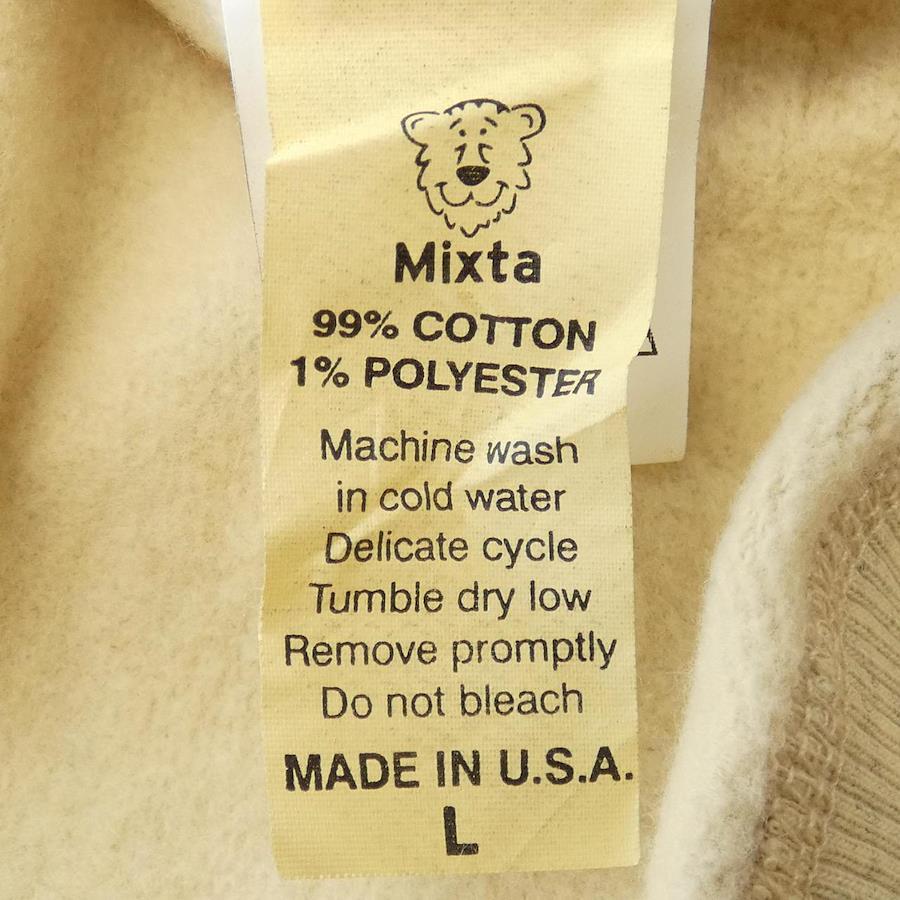 Mixta
99% COTTON
1% POLYESTER
Machine wash
in cold water
Delicate cycle
Tumble dry low
Remove promptly
Do not bleach
MADE IN U.S.A.
L